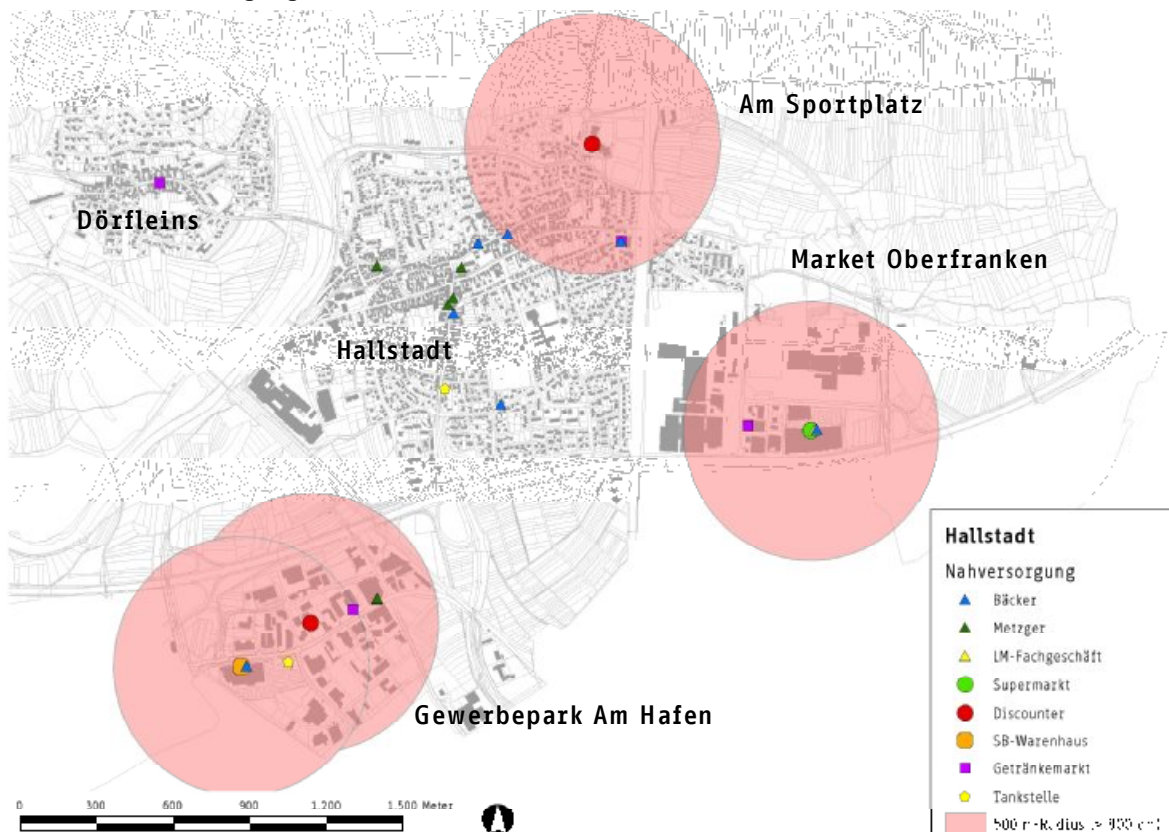 Am Sportplatz
Dörfleins
Market Oberfranken
Hallstadt
Gewerbepark Am Hafen
Hallstadt
Nahversorgung
Bäcker
Metzger
LM-Fachgeschäft
Supermarkt
Discounter
SB-Warenhaus
Getränkemarkt
Tankstelle
0 300 600 900 1.200 1.500 Meter